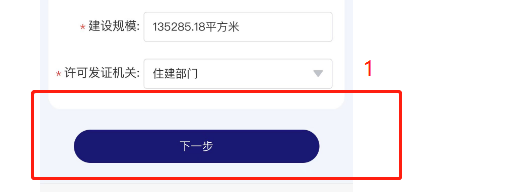 * 建设规模: 135285.18平方米
* 许可发证机关: 住建部门
1
下一步